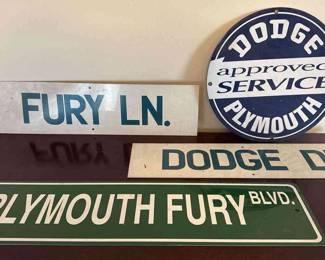 DODGE
approved
SERVICE
PLYMOUTH
FURY LN.
DODGE D
PLYMOUTH FURY BLVD.